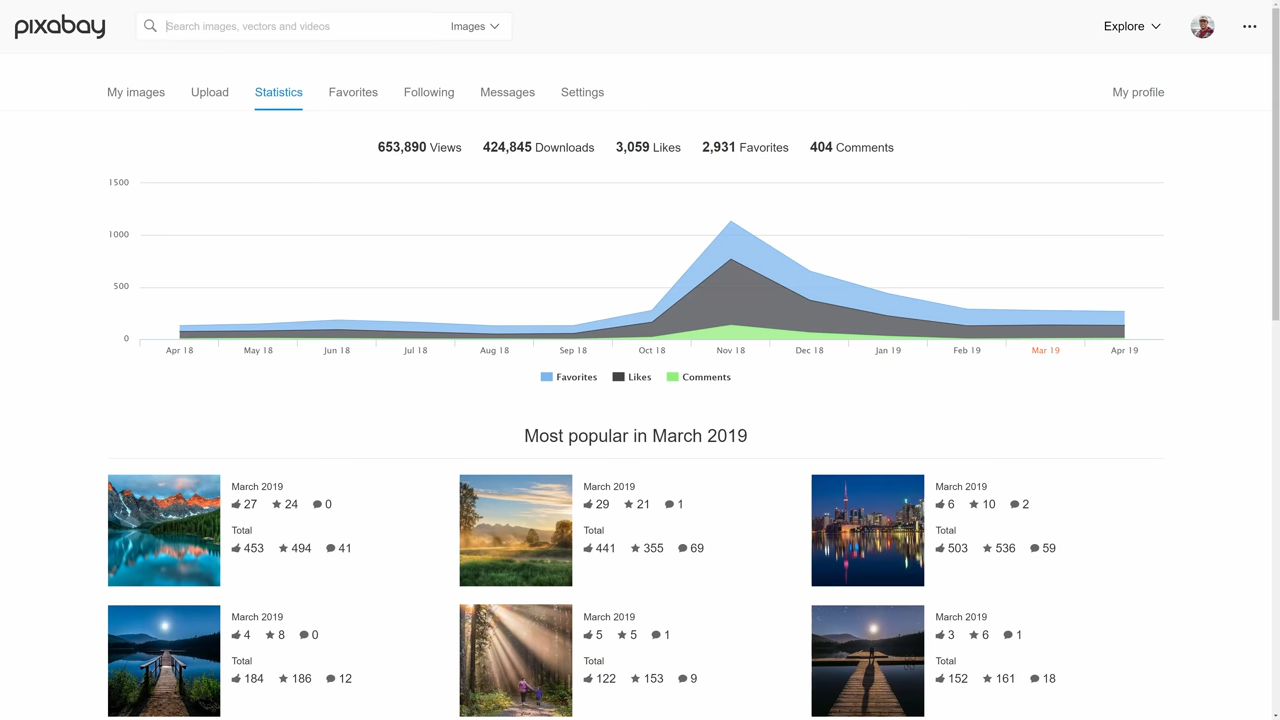 pixabay
Search images, vectors and videos
Images
Explore
My images Upload Statistics Favorites Following Messages Settings My profile
653,890 Views 424,845 Downloads 3,059 Likes 2,931 Favorites 404 Comments
1500
1000
500
0
Apr 18 May 18 Jun 18 Jul 18 Aug 18 Sep 18 Oct 18 Nov 18 Dec 18 Jan 19 Feb 19 Mar 19 Apr 19
Favorites Likes Comments
Most popular in March 2019
March 2019
27 24 0
Total
453 494 41
March 2019
29 21 1
Total
441 355 69
March 2019
6 10 2
Total
503 536 59
March 2019
4 8 0
Total
184 186 12
March 2019
5 5 1
Total
122 153 9
March 2019
3 6 1
Total
152 161 18